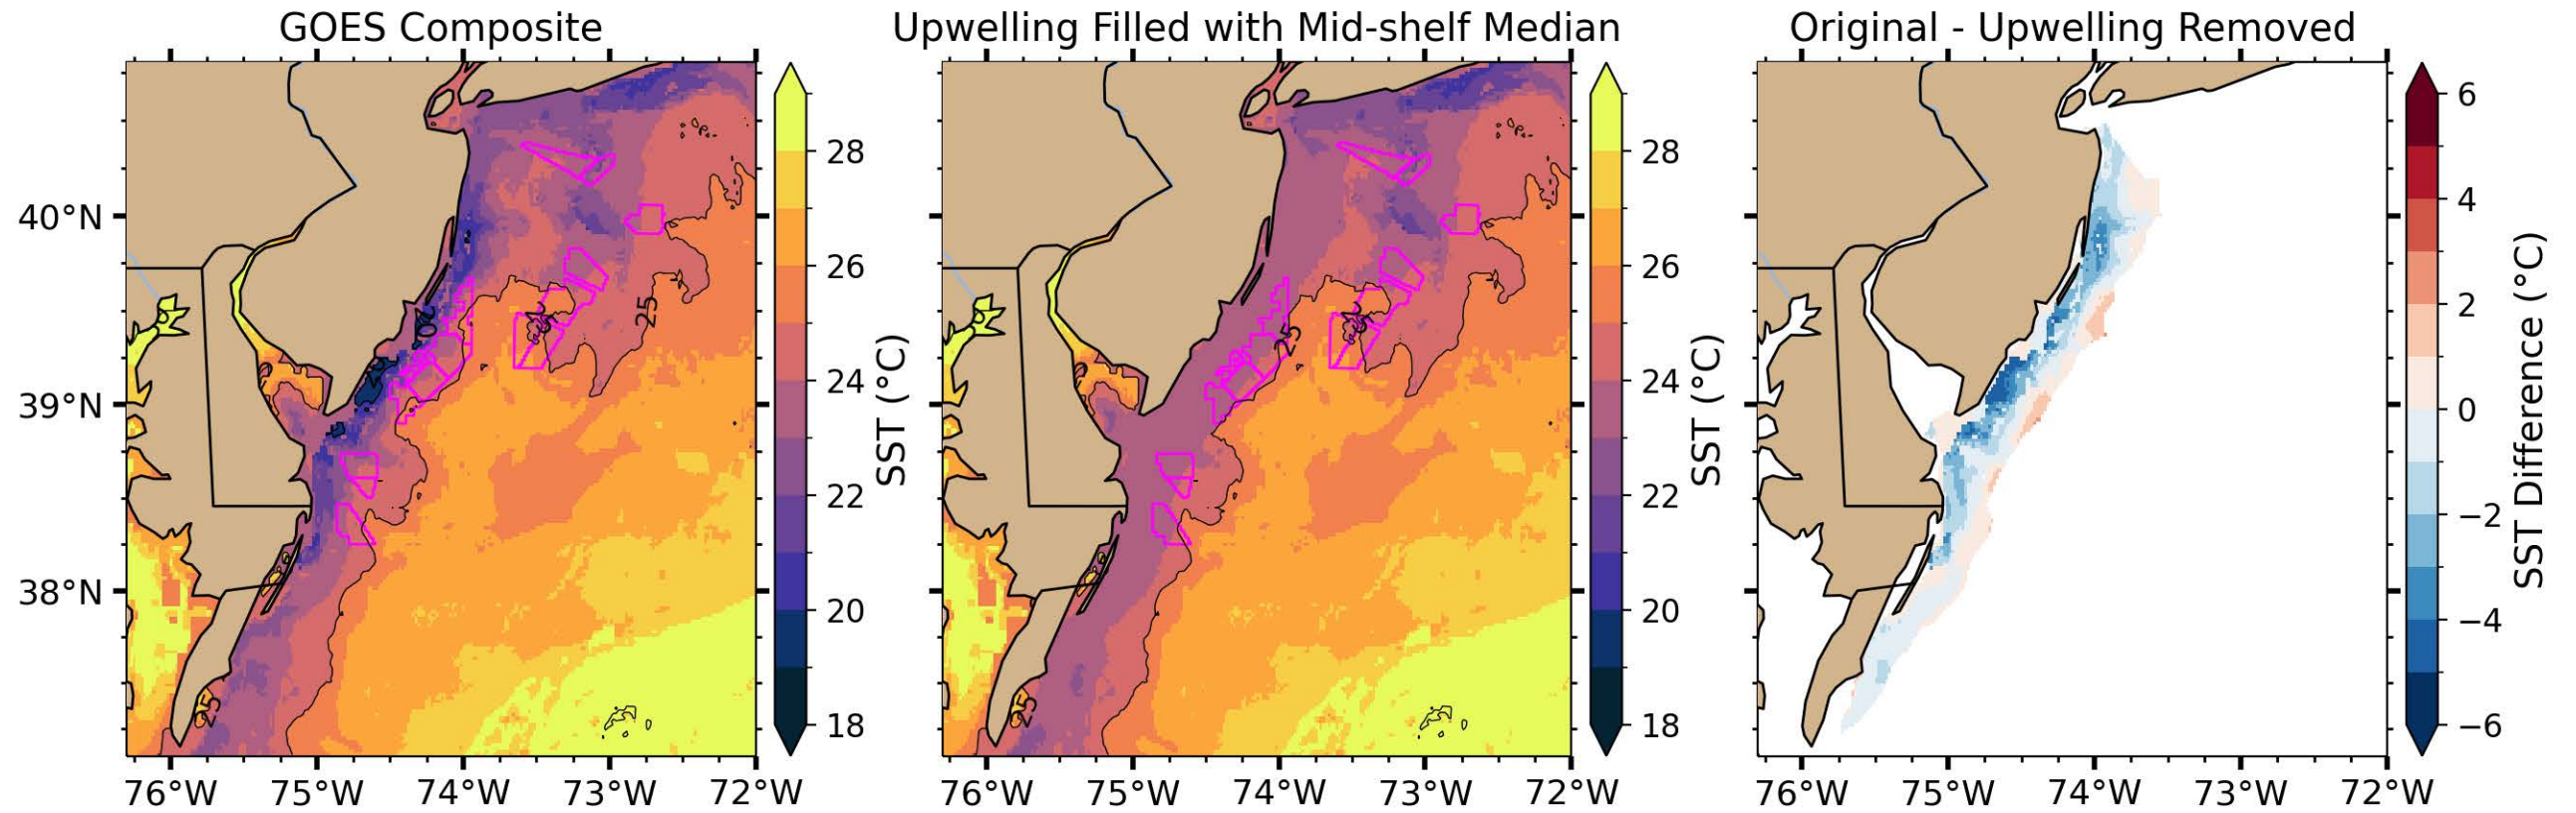 GOES Composite
Upwelling Filled with Mid-shelf Median
Original - Upwelling Removed
40°N
39°N
38°N
76°W
75°W
74°W
73°W
72°W
25
20
25
28
26
24
22
20
18
SST (°C)
76°W
75°W
74°W
73°W
72°W
25
25
28
26
24
22
20
18
SST (°C)
76°W
75°W
74°W
73°W
72°W
6
4
2
0
−2
−4
−6
SST Difference (°C)